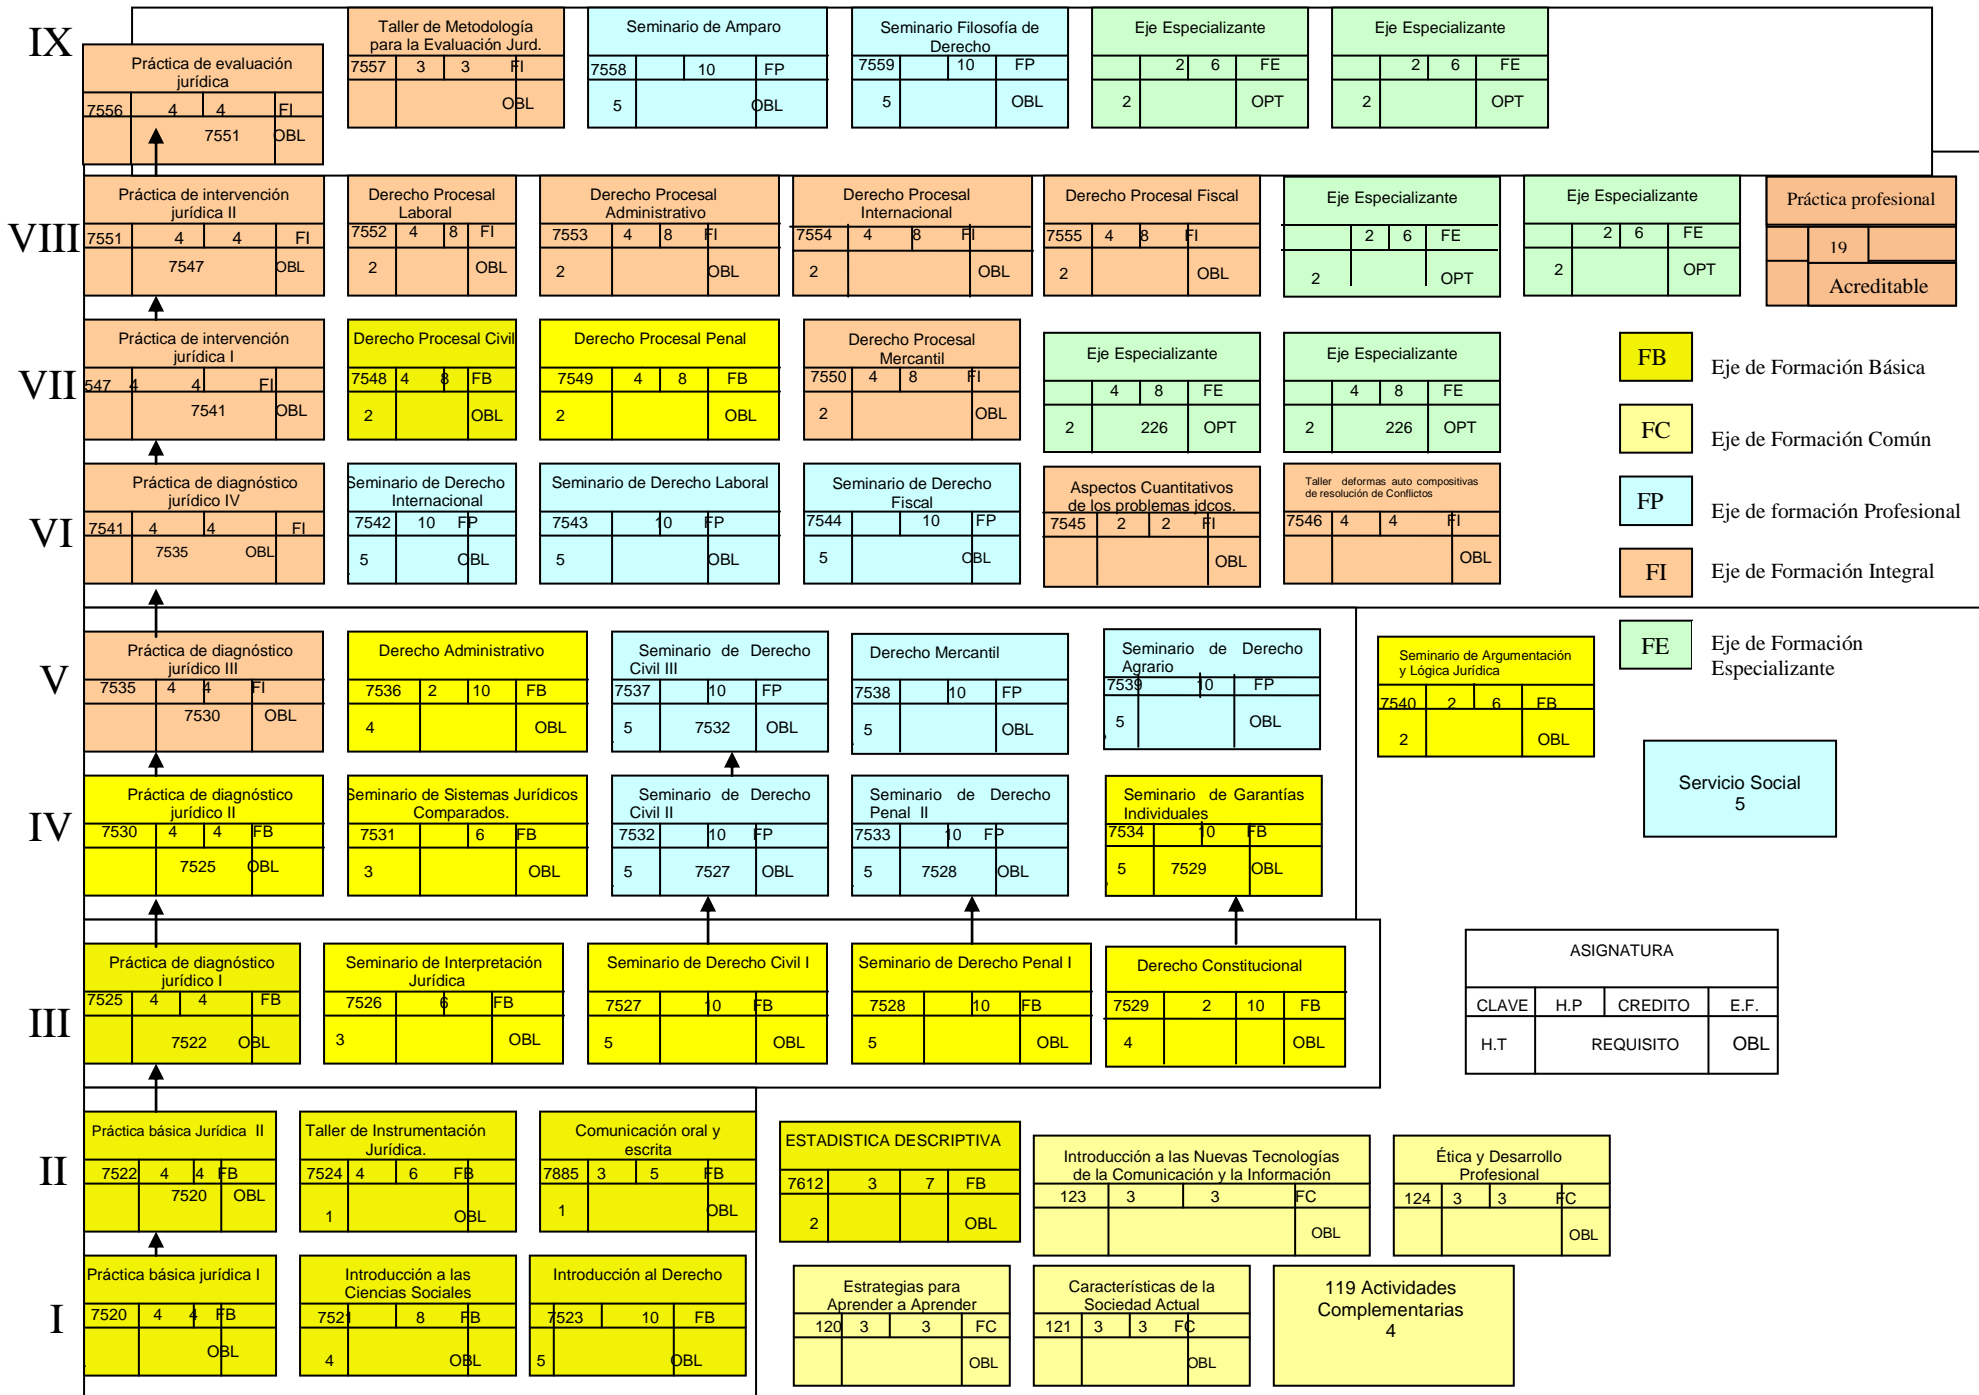 IX
Práctica de evaluación
jurídica
7556 4 4 FI
7551 OBL
Taller de Metodología
para la Evaluación Jurd.
7557 3 3 FI
OBL
Seminario de Amparo
7558 10 FP
5 OBL
Seminario Filosofía de
Derecho
7559 10 FP
5 OBL
Eje Especializante
2 6 FE
2 OPT
Eje Especializante
2 6 FE
2 OPT
VIII
Práctica de intervención
jurídica II
7551 4 4 FI
7547 OBL
Derecho Procesal
Laboral
7552 4 8 FI
2 OBL
Derecho Procesal
Administrativo
7553 4 8 FI
2 OBL
Derecho Procesal
Internacional
7554 4 8 FI
2 OBL
Derecho Procesal Fiscal
7555 4 8 FI
2 OBL
Eje Especializante
2 6 FE
2 OPT
Eje Especializante
2 6 FE
2 OPT
Práctica profesional
19
Acreditable
VII
Práctica de intervención
jurídica I
547 4 4 FI
7541 OBL
Derecho Procesal Civil
7548 4 8 FB
2 OBL
Derecho Procesal Penal
7549 4 8 FB
2 OBL
Derecho Procesal
Mercantil
7550 4 8 FI
2 OBL
Eje Especializante
4 8 FE
2 226 OPT
Eje Especializante
4 8 FE
2 226 OPT
FB Eje de Formación Básica
FC Eje de Formación Común
FP Eje de formación Profesional
FI Eje de Formación Integral
FE Eje de Formación
Especializante
VI
Práctica de diagnóstico
jurídico IV
7541 4 4 FI
7535 OBL
Seminario de Derecho
Internacional
7542 10 FP
5 OBL
Seminario de Derecho Laboral
7543 10 FP
5 OBL
Seminario de Derecho
Fiscal
7544 10 FP
5 OBL
Aspectos Cuantitativos
de los problemas jdcos.
7545 2 2 FI
OBL
Taller deformas auto compositivas
de resolución de Conflictos
7546 4 4 FI
OBL
V
Práctica de diagnóstico
jurídico III
7535 4 4 FI
7530 OBL
Derecho Administrativo
7536 2 10 FB
4 OBL
Seminario de Derecho
Civil III
7537 10 FP
5 7532 OBL
Derecho Mercantil
7538 10 FP
5 OBL
Seminario de Derecho
Agrario
7539 10 FP
5 OBL
Seminario de Argumentación
y Lógica Jurídica
7540 2 6 FB
2 OBL
Servicio Social
5
IV
Práctica de diagnóstico
jurídico II
7530 4 4 FB
7525 OBL
Seminario de Sistemas Jurídicos
Comparados.
7531 6 FB
3 OBL
Seminario de Derecho
Civil II
7532 10 FP
5 7527 OBL
Seminario de Derecho
Penal II
7533 10 FP
5 7528 OBL
Seminario de Garantías
Individuales
7534 10 FB
5 7529 OBL
III
Práctica de diagnóstico
jurídico I
7525 4 4 FB
7522 OBL
Seminario de Interpretación
Jurídica
7526 6 FB
3 OBL
Seminario de Derecho Civil I
7527 10 FB
5 OBL
Seminario de Derecho Penal I
7528 10 FB
5 OBL
Derecho Constitucional
7529 2 10 FB
4 OBL
ASIGNATURA
CLAVE H.P CREDITO E.F.
H.T REQUISITO OBL
II
Práctica básica Jurídica II
7522 4 4 FB
7520 OBL
Taller de Instrumentación
Jurídica.
7524 4 6 FB
1 OBL
Comunicación oral y
escrita
7885 3 5 FB
1 OBL
ESTADISTICA DESCRIPTIVA
7612 3 7 FB
2 OBL
Introducción a las Nuevas Tecnologías
de la Comunicación y la Información
123 3 3 FC
OBL
Ética y Desarrollo
Profesional
124 3 3 FC
OBL
I
Práctica básica jurídica I
7520 4 4 FB
OBL
Introducción a las
Ciencias Sociales
7521 8 FB
4 OBL
Introducción al Derecho
7523 10 FB
5 OBL
Estrategias para
Aprender a Aprender
120 3 3 FC
OBL
Características de la
Sociedad Actual
121 3 3 FC
OBL
119 Actividades
Complementarias
4